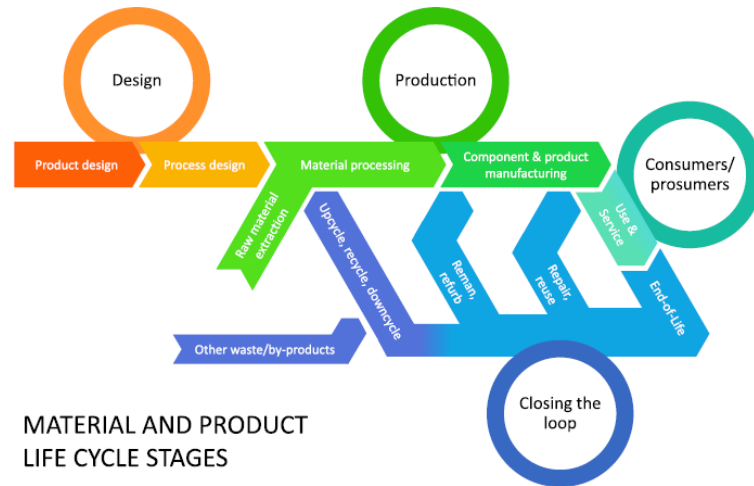 Design
Production
Product design
Process design
Material processing
Component & product
manufacturing
Consumers/
prosumers
Raw material
extraction
Upcycle, recycle, downcycle
Reman,
refurb
Repair,
reuse
Use &
Service
End-of-Life
Other waste/by-products
Closing the
loop
MATERIAL AND PRODUCT
LIFE CYCLE STAGES